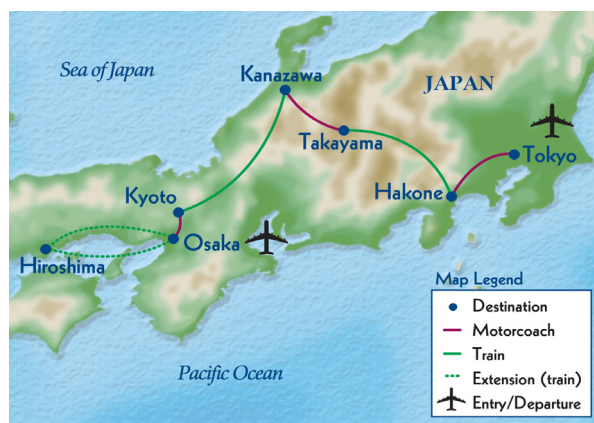 Sea of Japan
Kanazawa
JAPAN
Takayama
Tokyo
Kyoto
Hakone
Osaka
Hiroshima
Pacific Ocean
Map Legend
Destination
Motorcoach
Train
Extension (train)
Entry/Departure